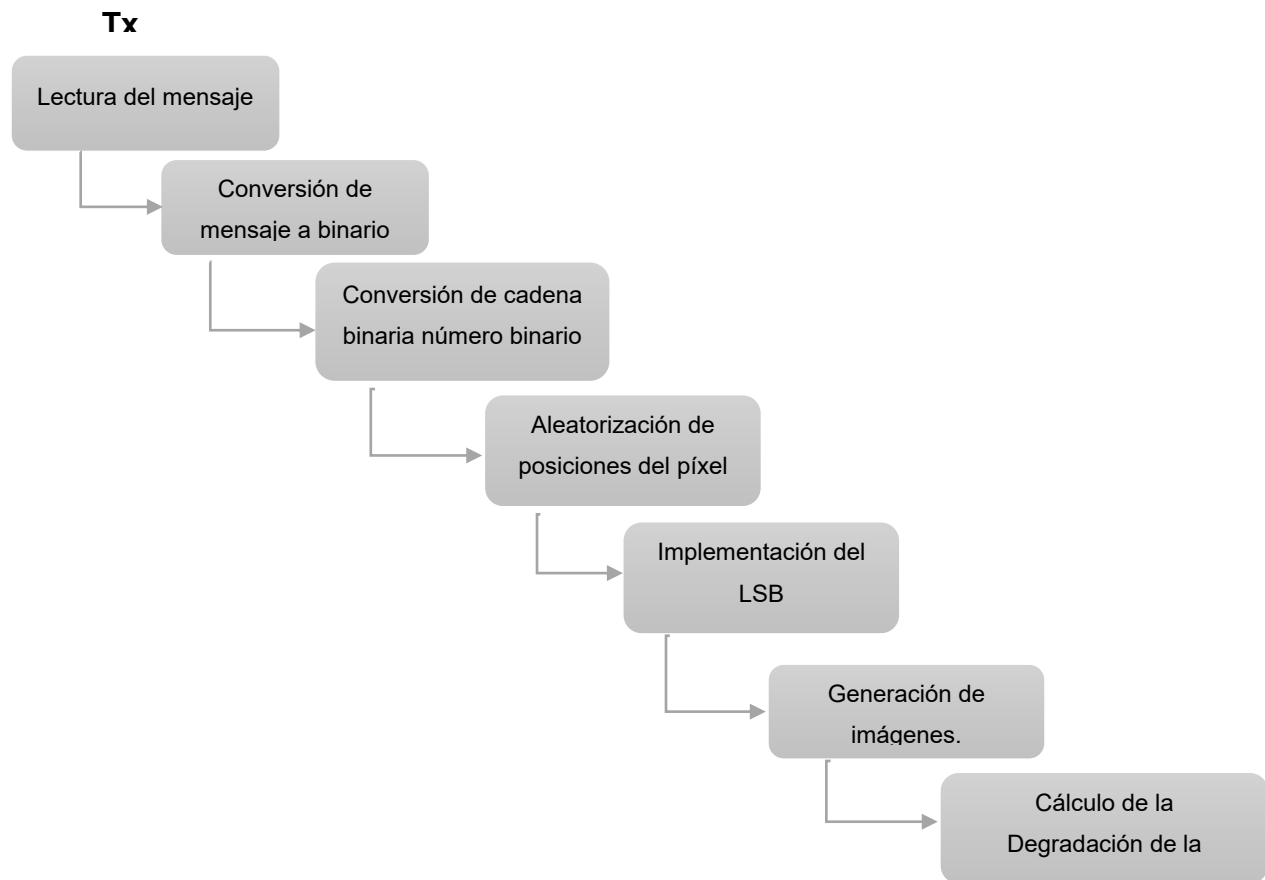 Tx
Lectura del mensaje
Conversión de
mensaje a binario
Conversión de cadena
binaria número binario
Aleatorización de
posiciones del píxel
Implementación del
LSB
Generación de
imágenes.
Cálculo de la
Degradación de la